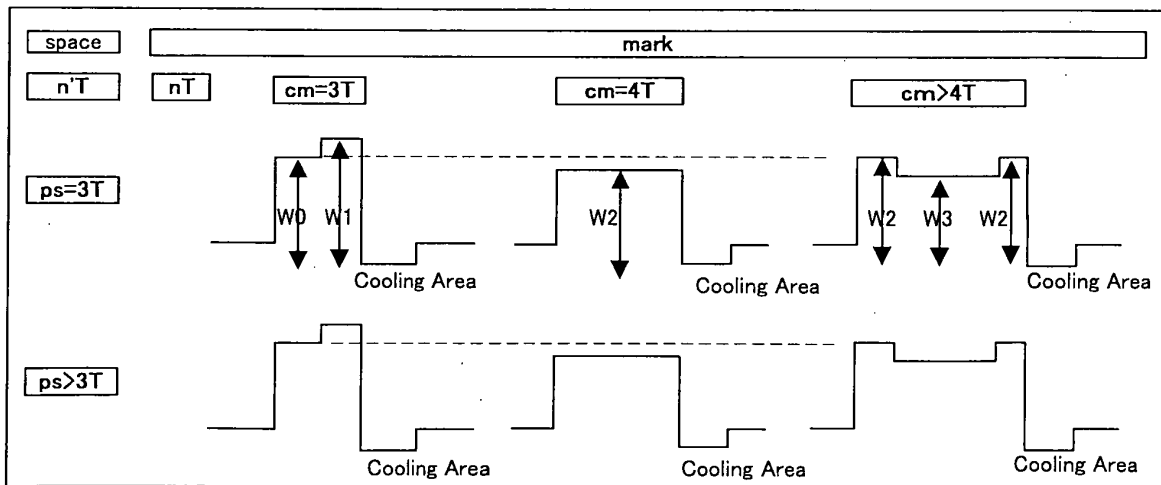 space mark
n'T nT cm=3T cm=4T cm>4T
ps=3T W0 W1 W2 W2 W3 W2
Cooling Area Cooling Area Cooling Area
ps>3T
Cooling Area Cooling Area Cooling Area